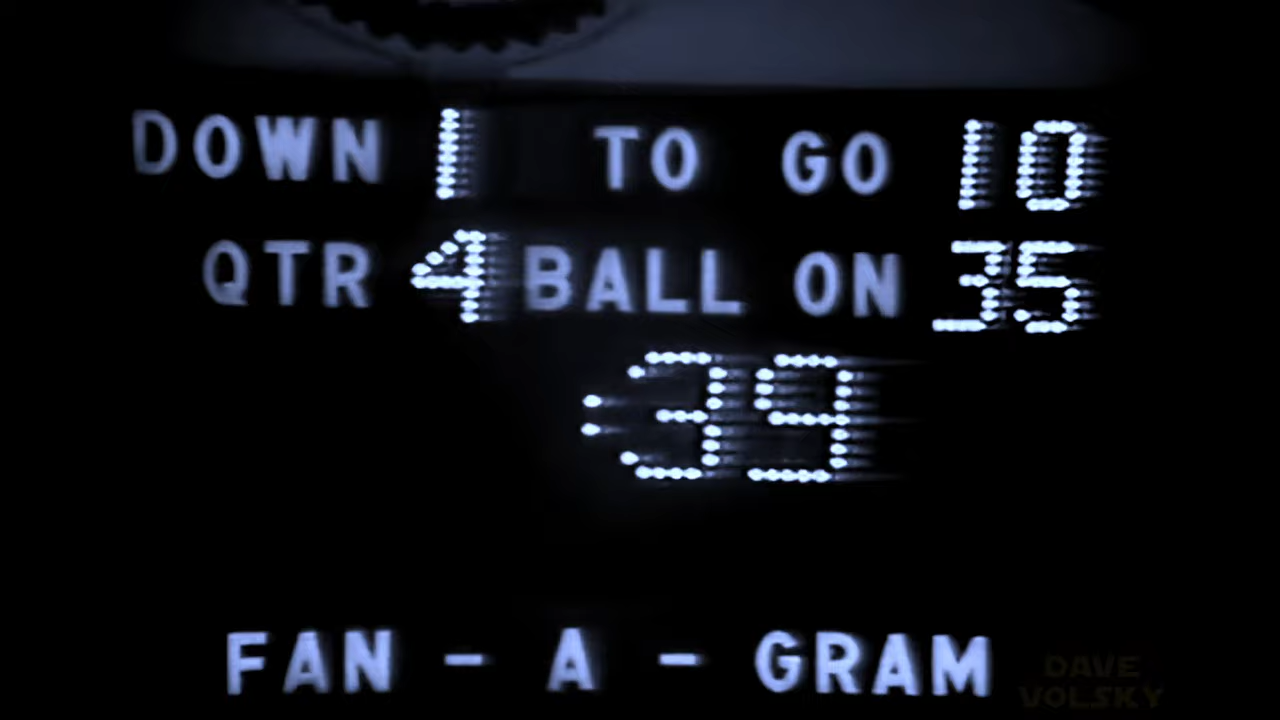 DOWN 1 TO GO 10
QTR 4 BALL ON 35
:39
FAN - A - GRAM
DAVE
VOLSKY